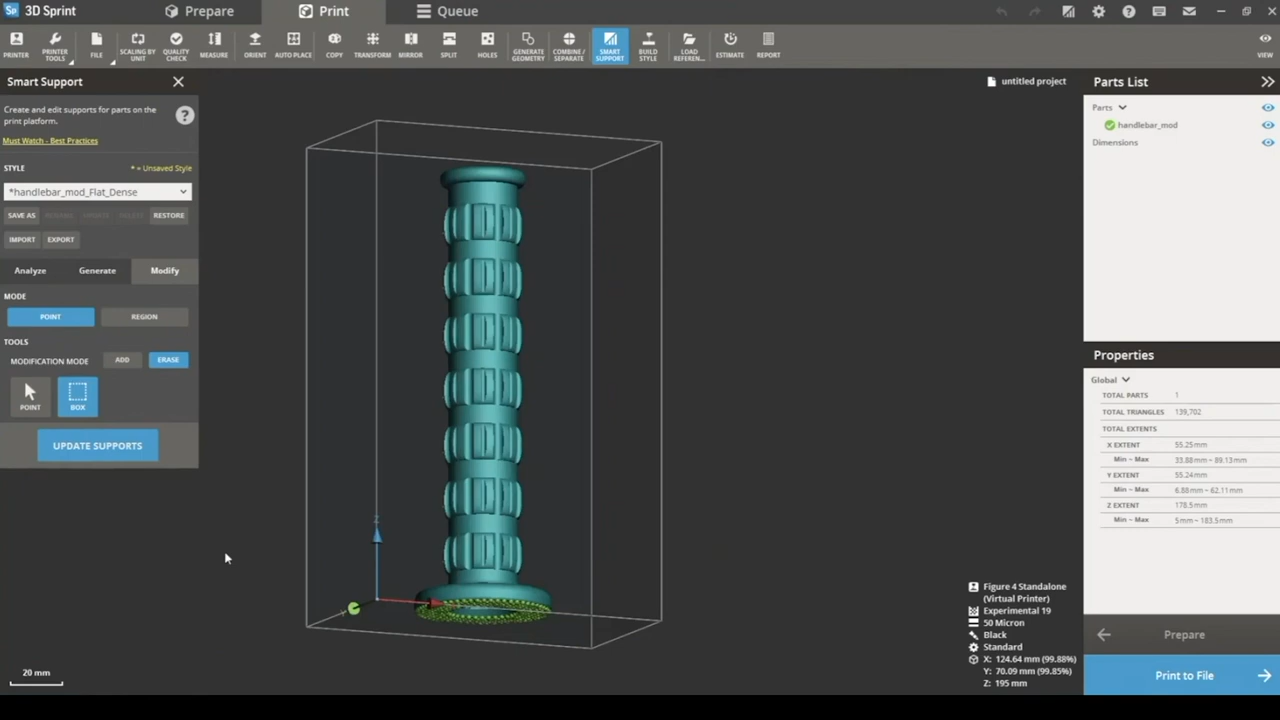 Sp 3D Sprint
Prepare
Print
Queue
PRINTER
PRINTER TOOLS
FILE
SCALING BY UNIT
QUALITY CHECK
MEASURE
ORIENT
AUTO PLACE
COPY
TRANSFORM
MIRROR
SPLIT
HOLES
GENERATE GEOMETRY
COMBINE / SEPARATE
SMART SUPPORT
BUILD STYLE
LOAD REFEREN...
ESTIMATE
REPORT
VIEW
Smart Support
Create and edit supports for parts on the
print platform.
Must Watch - Best Practices
STYLE
* = Unsaved Style
*handlebar_mod_Flat_Dense
SAVE AS
RESTORE
IMPORT
EXPORT
Analyze
Generate
Modify
MODE
POINT
REGION
TOOLS
MODIFICATION MODE
ADD
ERASE
POINT
BOX
UPDATE SUPPORTS
20 mm
untitled project
Z
Y
Figure 4 Standalone
(Virtual Printer)
Experimental 19
50 Micron
Black
Standard
X: 124.64 mm (99.88%)
Y: 70.09 mm (99.85%)
Z: 195 mm
Parts List
Parts
handlebar_mod
Dimensions
Properties
Global
TOTAL PARTS 1
TOTAL TRIANGLES 139,702
TOTAL EXTENTS
X EXTENT 55.25mm
Min ~ Max 33.88mm ~ 89.13mm
Y EXTENT 55.24mm
Min ~ Max 6.88mm ~ 62.11mm
Z EXTENT 178.5mm
Min ~ Max 5mm ~ 183.5mm
Prepare
Print to File